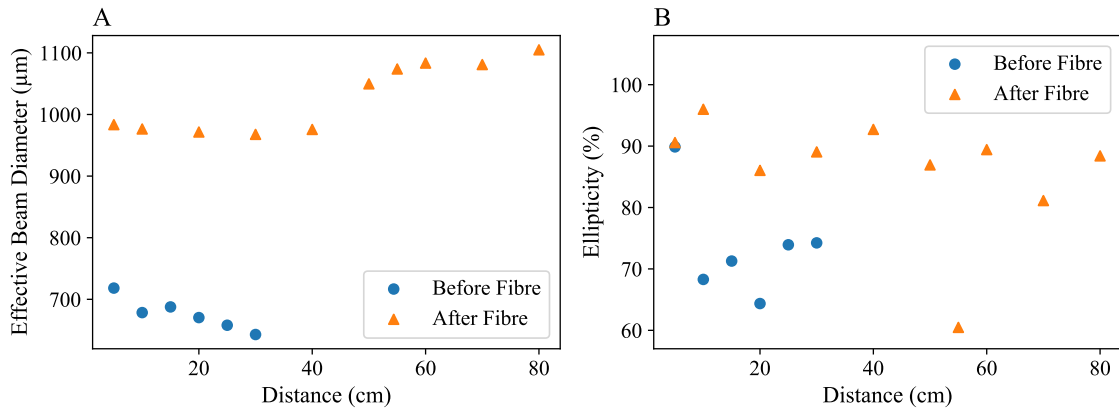 A
Effective Beam Diameter (µm)
1100
1000
900
800
700
20
40
60
80
Distance (cm)
Before Fibre
After Fibre
B
Ellipticity (%)
100
90
80
70
60
20
40
60
80
Distance (cm)
Before Fibre
After Fibre